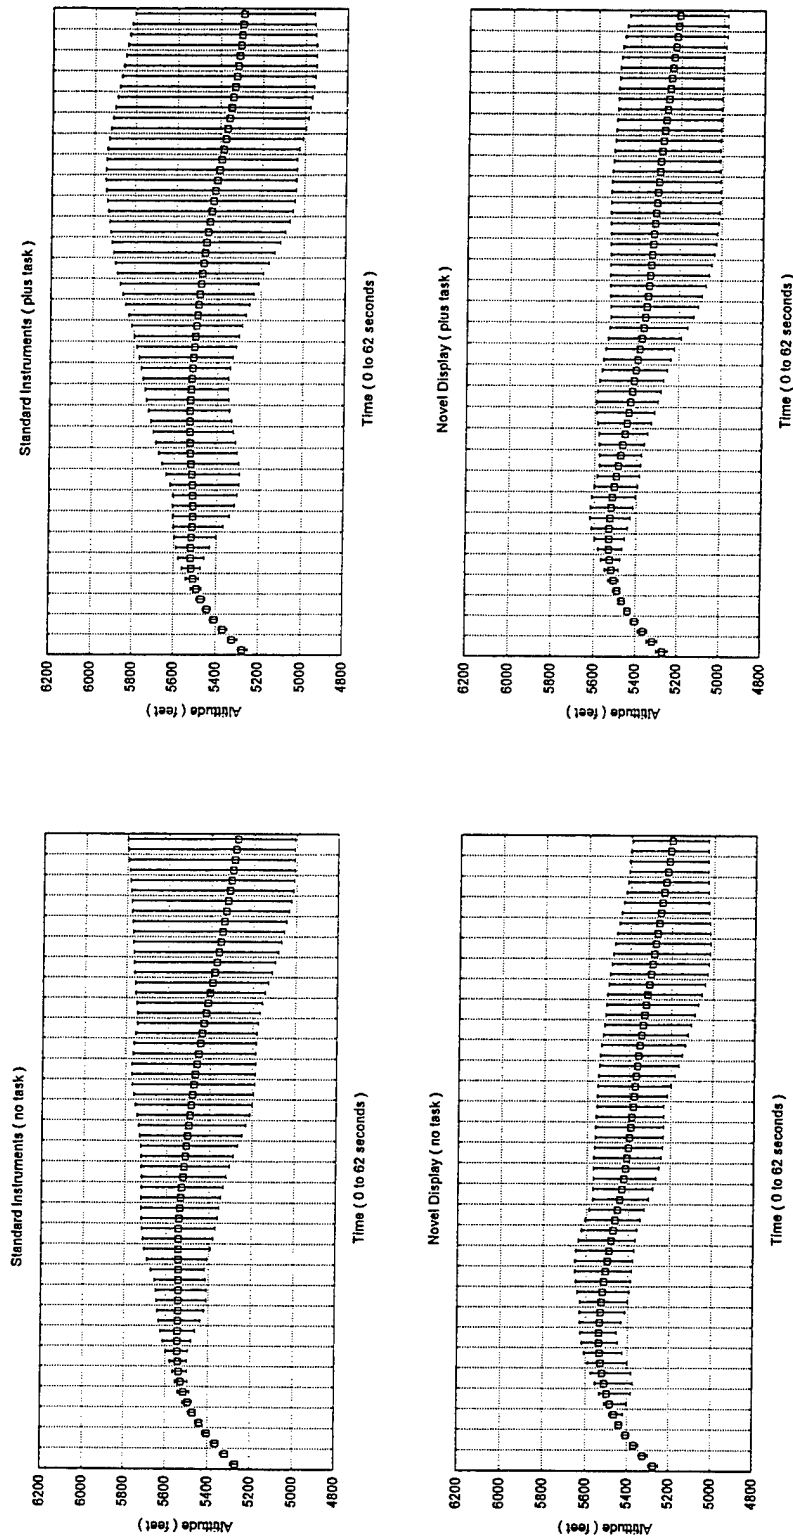 Standard Instruments ( no task )
6200
6000
5800
5600
5400
5200
5000
4800
Altitude ( feet )
Time ( 0 to 62 seconds )
Standard Instruments ( plus task )
6200
6000
5800
5600
5400
5200
5000
4800
Altitude ( feet )
Time ( 0 to 62 seconds )
Novel Display ( no task )
6200
6000
5800
5600
5400
5200
5000
4800
Altitude ( feet )
Time ( 0 to 62 seconds )
Novel Display ( plus task )
6200
6000
5800
5600
5400
5200
5000
4800
Altitude ( feet )
Time ( 0 to 62 seconds )